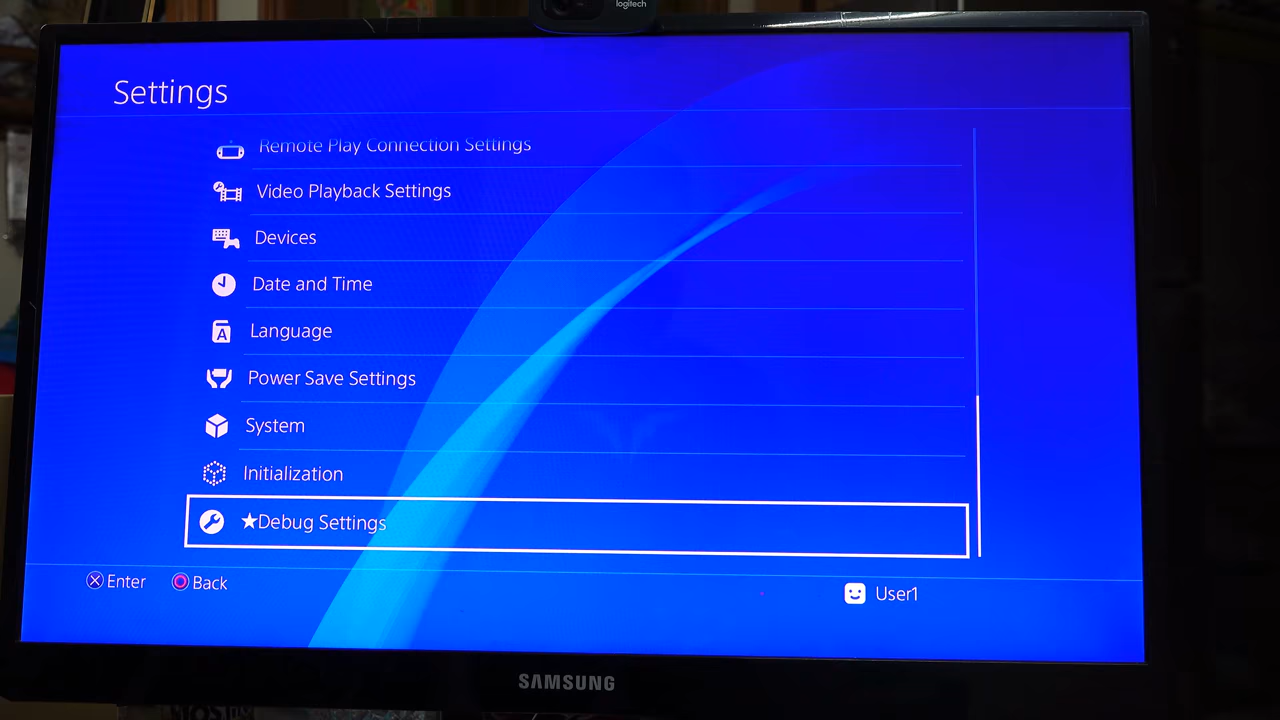 logitech
Settings
Remote Play Connection Settings
Video Playback Settings
Devices
Date and Time
Language
Power Save Settings
System
Initialization
★Debug Settings
Enter Back
User1
SAMSUNG